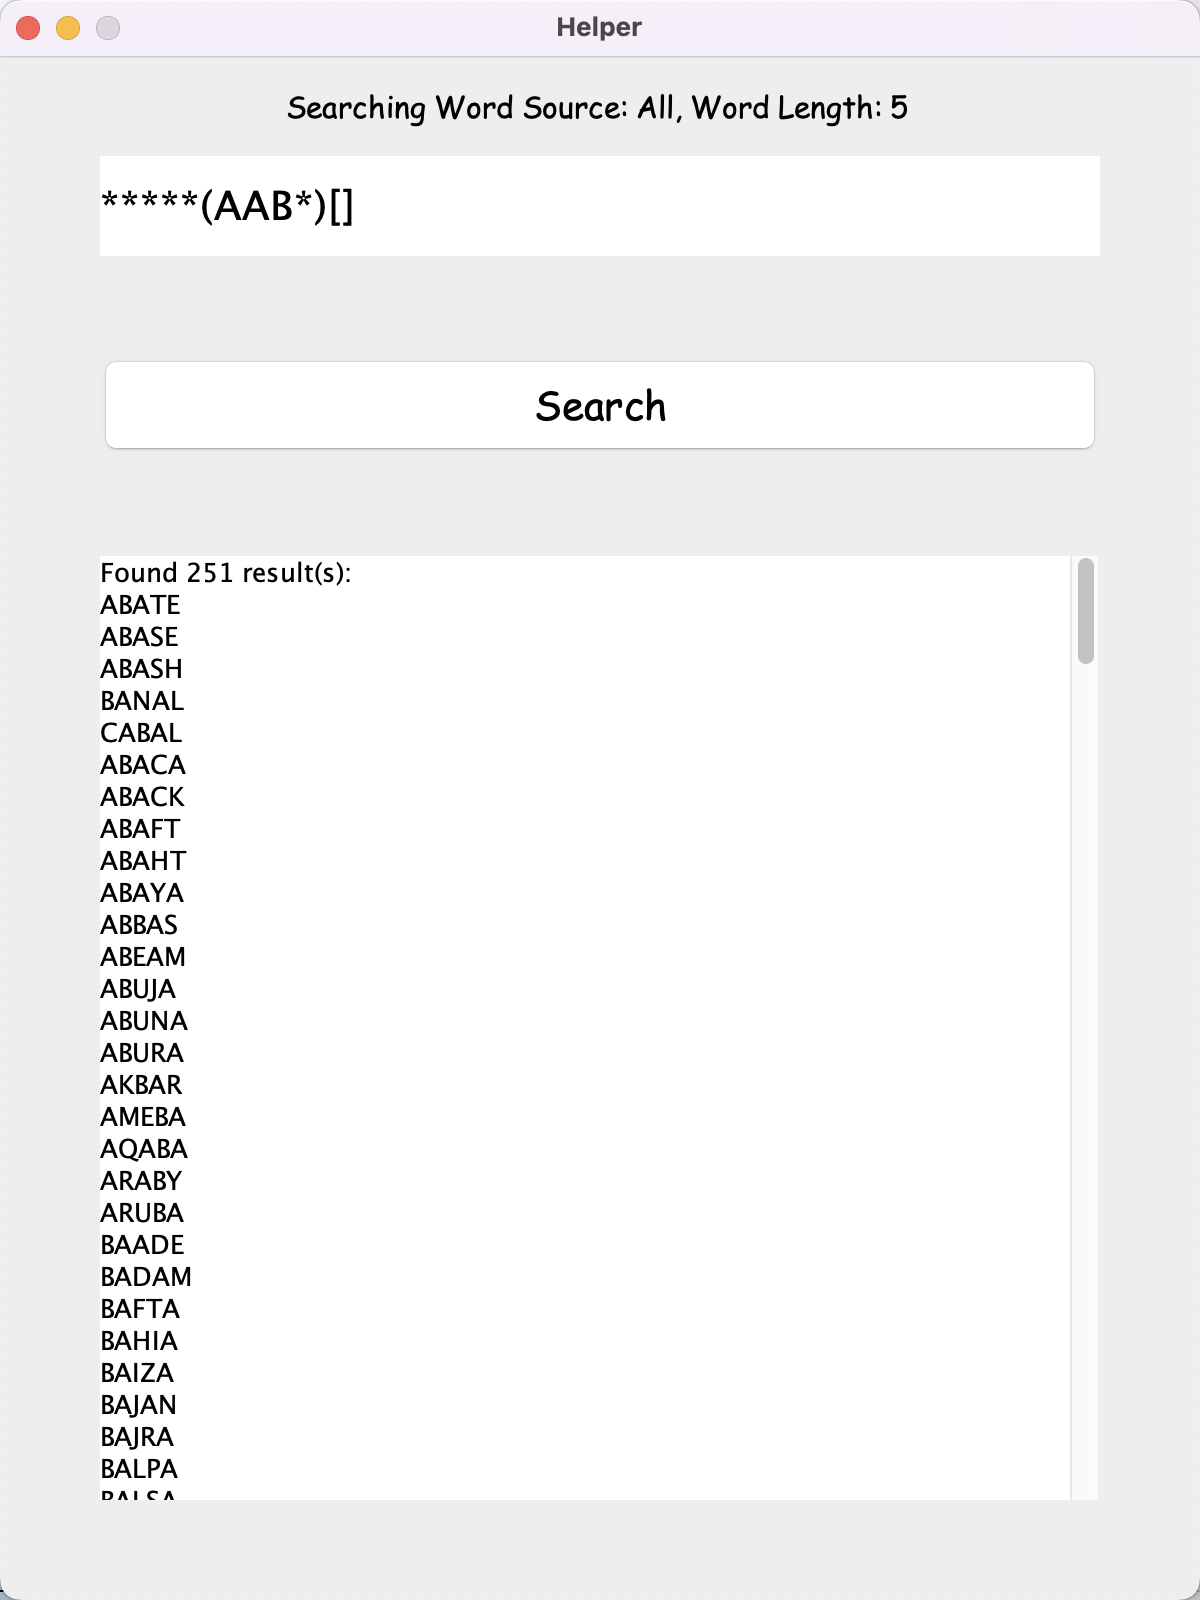 Helper
Searching Word Source: All, Word Length: 5
*****(AAB*)[]
Search
Found 251 result(s):
ABATE
ABASE
ABASH
BANAL
CABAL
ABACA
ABACK
ABAFT
ABAHT
ABAYA
ABBAS
ABEAM
ABUJA
ABUNA
ABURA
AKBAR
AMEBA
AQABA
ARABY
ARUBA
BAADE
BADAM
BAFTA
BAHIA
BAIZA
BAJAN
BAJRA
BALPA
BALSA